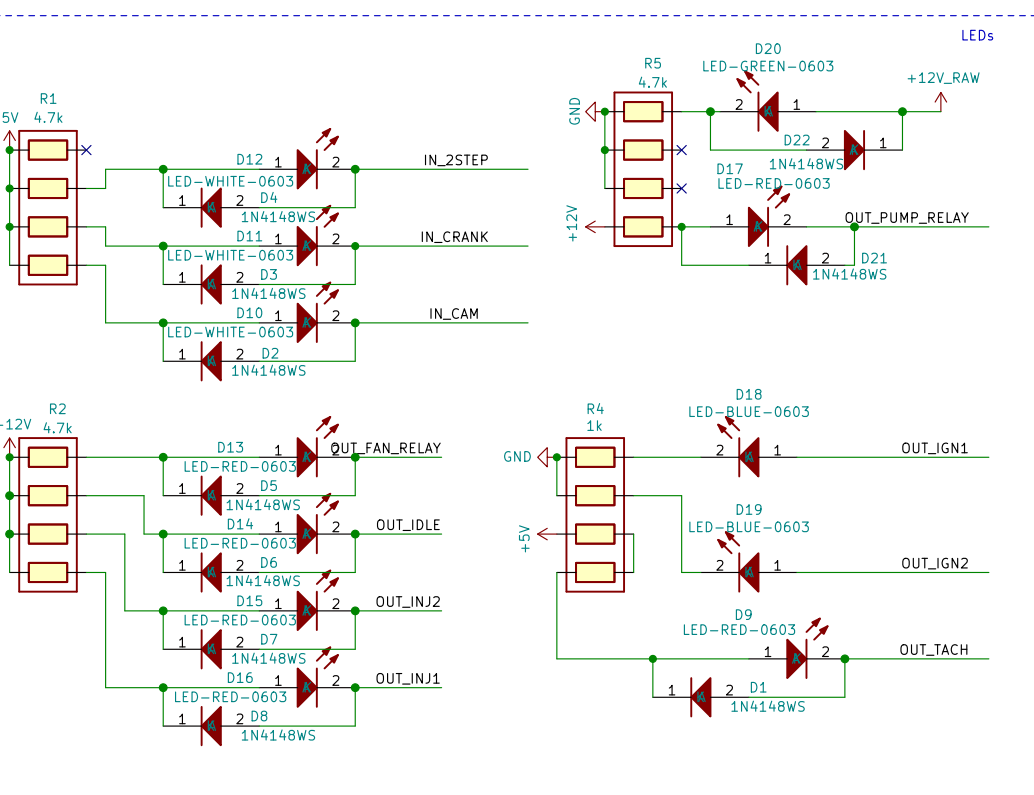 LEDs
R1
4.7k
5V
D12
1
2
IN_2STEP
LED-WHITE-0603
1
2
D4
1N4148WS
D11
1
2
IN_CRANK
LED-WHITE-0603
1
2
D3
1N4148WS
D10
1
2
IN_CAM
LED-WHITE-0603
1
2
D2
1N4148WS
D20
LED-GREEN-0603
R5
4.7k
GND
2
1
+12V_RAW
D22
2
1
1N4148WS
D17
LED-RED-0603
+12V
1
2
OUT_PUMP_RELAY
1
2
D21
1N4148WS
R2
4.7k
-12V
D13
1
2
OUT_FAN_RELAY
LED-RED-0603
1
2
D5
1N4148WS
D14
1
2
OUT_IDLE
LED-RED-0603
1
2
D6
1N4148WS
D15
1
2
OUT_INJ2
LED-RED-0603
1
2
D7
1N4148WS
D16
1
2
OUT_INJ1
LED-RED-0603
1
2
D8
1N4148WS
R4
1k
GND
+5V
D18
LED-BLUE-0603
2
1
OUT_IGN1
D19
LED-BLUE-0603
2
1
OUT_IGN2
D9
LED-RED-0603
1
2
OUT_TACH
1
2
D1
1N4148WS